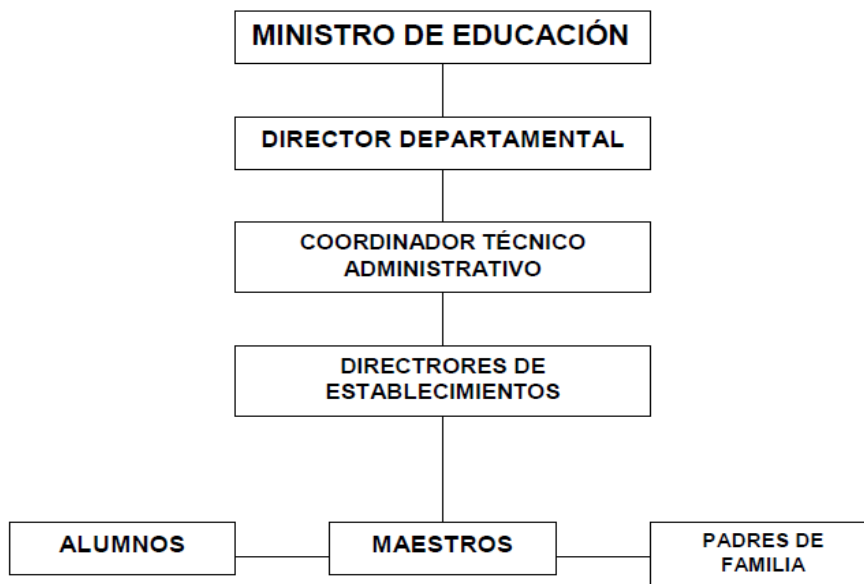 MINISTRO DE EDUCACIÓN
DIRECTOR DEPARTAMENTAL
COORDINADOR TÉCNICO
ADMINISTRATIVO
DIRECTRORES DE
ESTABLECIMIENTOS
ALUMNOS
MAESTROS
PADRES DE
FAMILIA